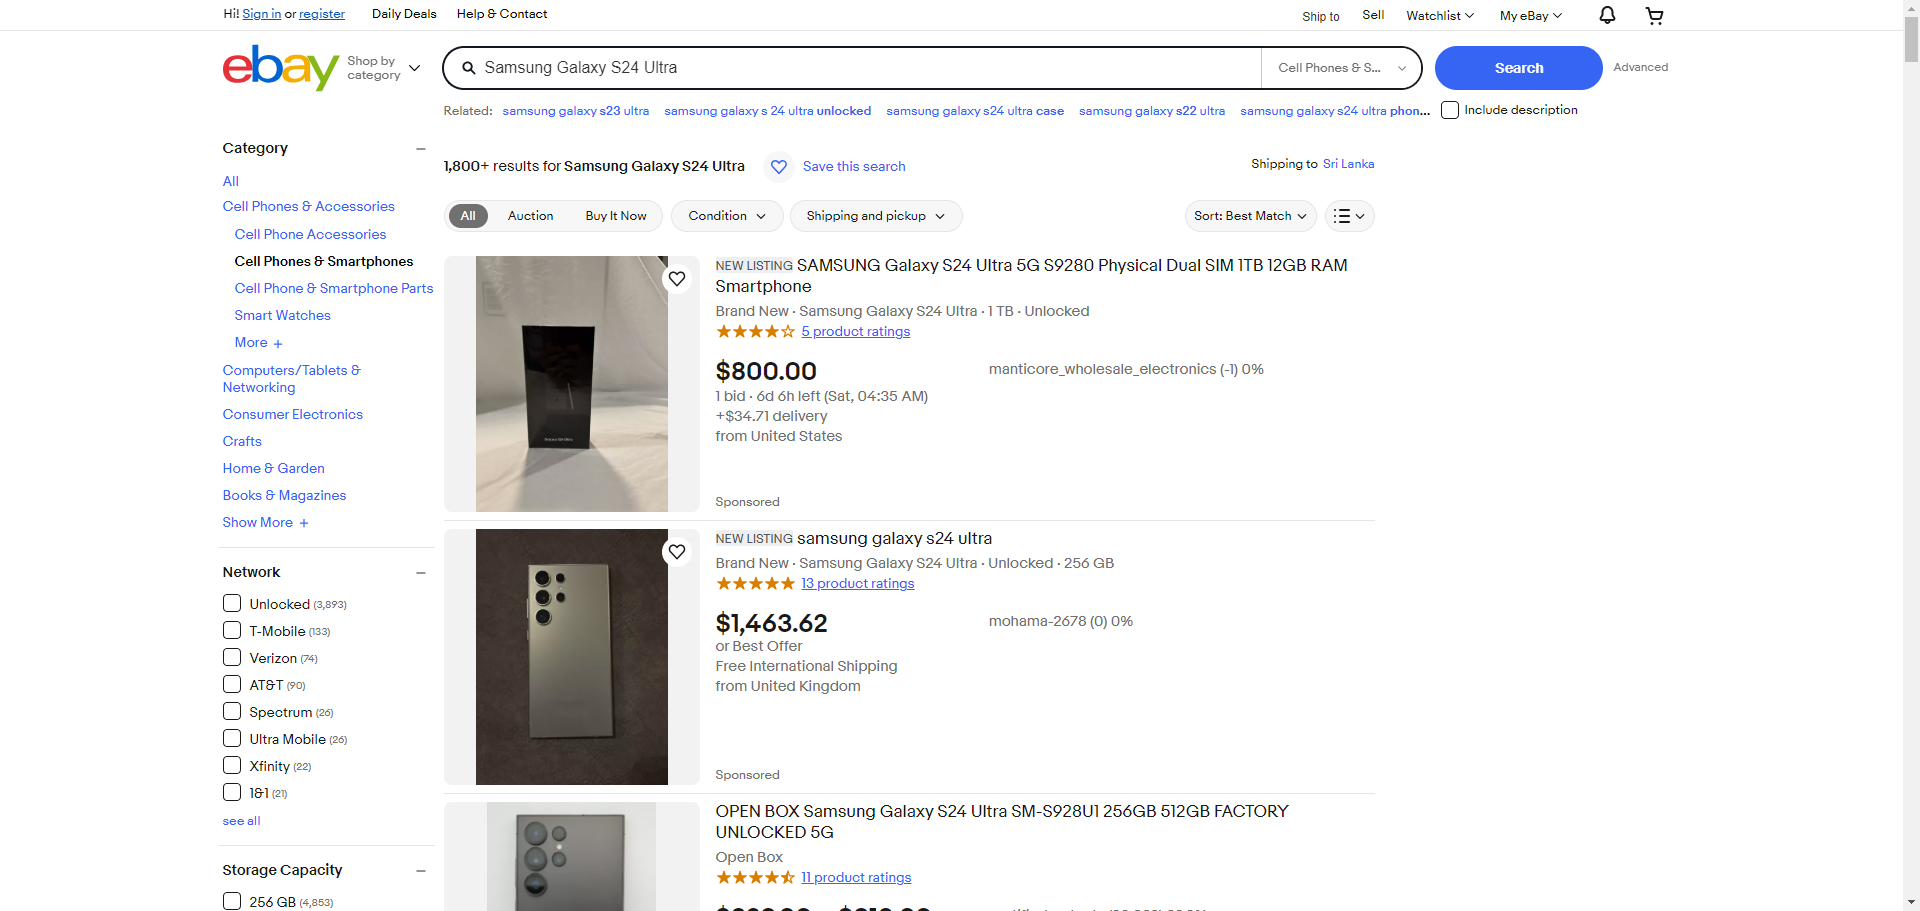 Hi! Sign in or register
Daily Deals
Help & Contact
Ship to
Sell
Watchlist
My eBay
ebay
Shop by
category
Samsung Galaxy S24 Ultra
Cell Phones & S...
Search
Advanced
Related:
samsung galaxy s23 ultra
samsung galaxy s 24 ultra unlocked
samsung galaxy s24 ultra case
samsung galaxy s22 ultra
samsung galaxy s24 ultra phon...
Include description
Category
All
Cell Phones & Accessories
Cell Phone Accessories
Cell Phones & Smartphones
Cell Phone & Smartphone Parts
Smart Watches
More +
Computers/Tablets &
Networking
Consumer Electronics
Crafts
Home & Garden
Books & Magazines
Show More +
Network
Unlocked (3,893)
T-Mobile (133)
Verizon (74)
AT&T (90)
Spectrum (26)
Ultra Mobile (26)
Xfinity (22)
1&1 (21)
see all
Storage Capacity
256 GB (4,853)
1,800+ results for Samsung Galaxy S24 Ultra
Save this search
Shipping to Sri Lanka
All
Auction
Buy It Now
Condition
Shipping and pickup
Sort: Best Match
NEW LISTING SAMSUNG Galaxy S24 Ultra 5G S9280 Physical Dual SIM 1TB 12GB RAM
Smartphone
Brand New · Samsung Galaxy S24 Ultra · 1 TB · Unlocked
5 product ratings
$800.00
manticore_wholesale_electronics (-1) 0%
1 bid · 6d 6h left (Sat, 04:35 AM)
+$34.71 delivery
from United States
Sponsored
NEW LISTING samsung galaxy s24 ultra
Brand New · Samsung Galaxy S24 Ultra · Unlocked · 256 GB
13 product ratings
$1,463.62
mohama-2678 (0) 0%
or Best Offer
Free International Shipping
from United Kingdom
Sponsored
OPEN BOX Samsung Galaxy S24 Ultra SM-S928U1 256GB 512GB FACTORY
UNLOCKED 5G
Open Box
11 product ratings